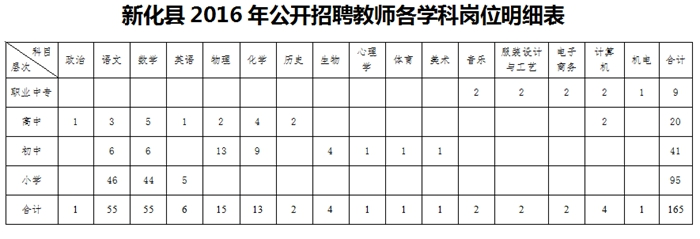 新化县 2016 年公开招聘教师各学科岗位明细表
科目 层次 政治 语文 数学 英语 物理 化学 历史 生物 心理学 体育 美术 音乐 服装设计与工艺 电子商务 计算机 机电 合计
职业中专 2 2 2 2 1 9
高中 1 3 5 1 2 4 2 2 20
初中 6 6 13 9 4 1 1 1 41
小学 46 44 5 95
合计 1 55 55 6 15 13 2 4 1 1 1 2 2 2 4 1 165